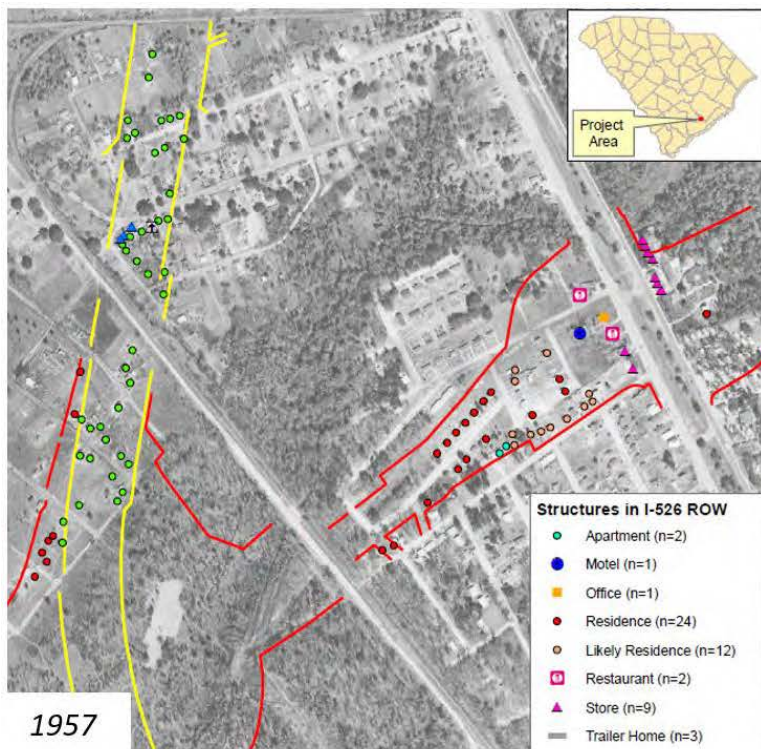 Project
Area
Structures in I-526 ROW
Apartment (n=2)
Motel (n=1)
Office (n=1)
Residence (n=24)
Likely Residence (n=12)
Restaurant (n=2)
Store (n=9)
Trailer Home (n=3)
1957